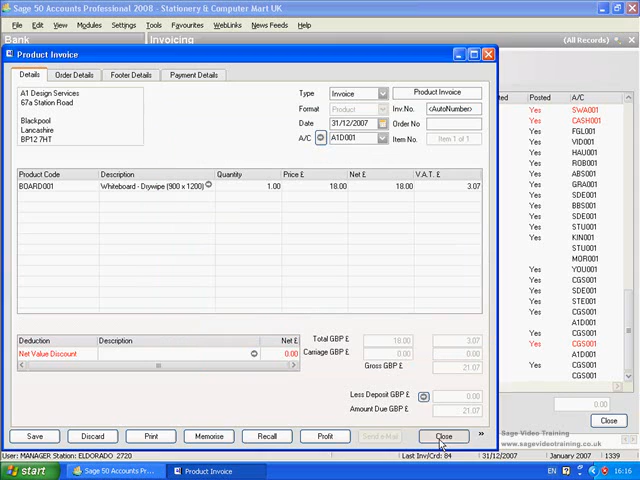 Sage 50 Accounts Professional 2008 - Stationery & Computer Mart UK
File Edit View Modules Settings Tools Favourites WebLinks News Feeds Help
Bank Invoicing (All Records)
Product Invoice
Details Order Details Footer Details Payment Details
A1 Design Services
67a Station Road
Blackpool
Lancashire
BP12 7HT
Type Invoice Product Invoice
Format Product Inv.No. <AutoNumber>
Date 31/12/2007 Order No
A/C A1D001 Item No. Item 1 of 1
Product Code Description Quantity Price £ Net £ V.A.T. £
BOARD001 Whiteboard - Drywipe (900 x 1200) 1.00 18.00 18.00 3.07
Deduction Description Net £
Net Value Discount 0.00
Total GBP £ 18.00 3.07
Carriage GBP £ 0.00 0.00
Gross GBP £ 21.07
Less Deposit GBP £ 0.00
Amount Due GBP £ 21.07
Save Discard Print Memorise Recall Profit Send e-Mail Close »
nted Posted A/C
Yes SWA001
Yes CASH001
Yes FGL001
Yes VID001
Yes HAU001
Yes ROB001
Yes ABS001
Yes GRA001
Yes SDE001
Yes BBS001
Yes SDE001
Yes STU001
Yes KIN001
STU001
MOR001
Yes YOU001
Yes CGS001
Yes SDE001
Yes STE001
A1D001
Yes CGS001
Yes CGS001
A1D001
Yes CGS001
0.00
Close
Sage Video Training
www.sagevideotraining.co.uk
User: MANAGER Station: ELDORADO_2720 Last Inv/Crd: 84 31/12/2007 January 2007 1339
start Sage 50 Accounts Pr... Product Invoice EN 16:16